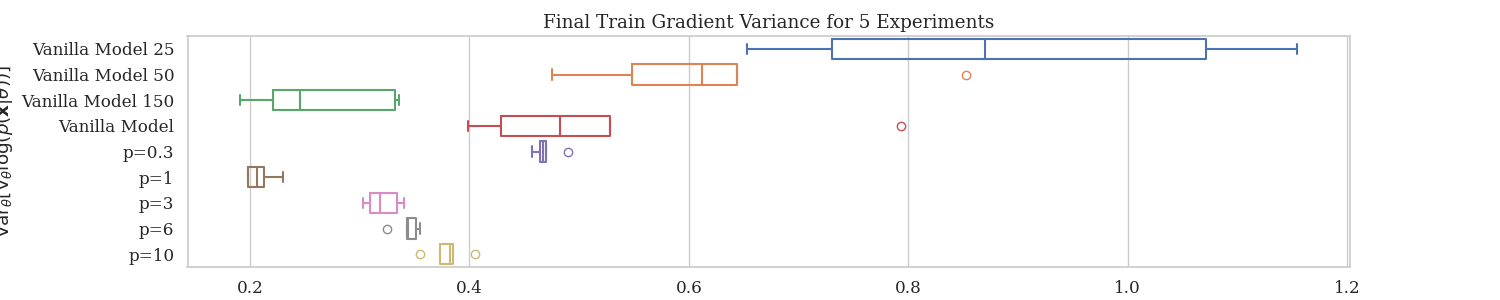 Final Train Gradient Variance for 5 Experiments
Vanilla Model 25
Vanilla Model 50
Vanilla Model 150
Vanilla Model
p=0.3
p=1
p=3
p=6
p=10
0.2 0.4 0.6 0.8 1.0 1.2